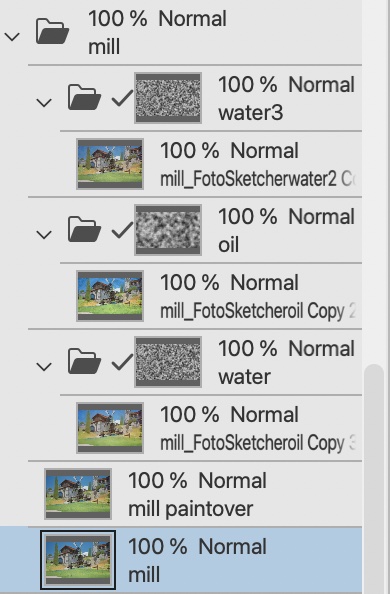 100 % Normal
mill
100 % Normal
water3
100 % Normal
mill_FotoSketcherwater2
100 % Normal
oil
100 % Normal
mill_FotoSketcheroil Copy 2
100 % Normal
water
100 % Normal
mill_FotoSketcheroil Copy 3
100 % Normal
mill paintover
100 % Normal
mill